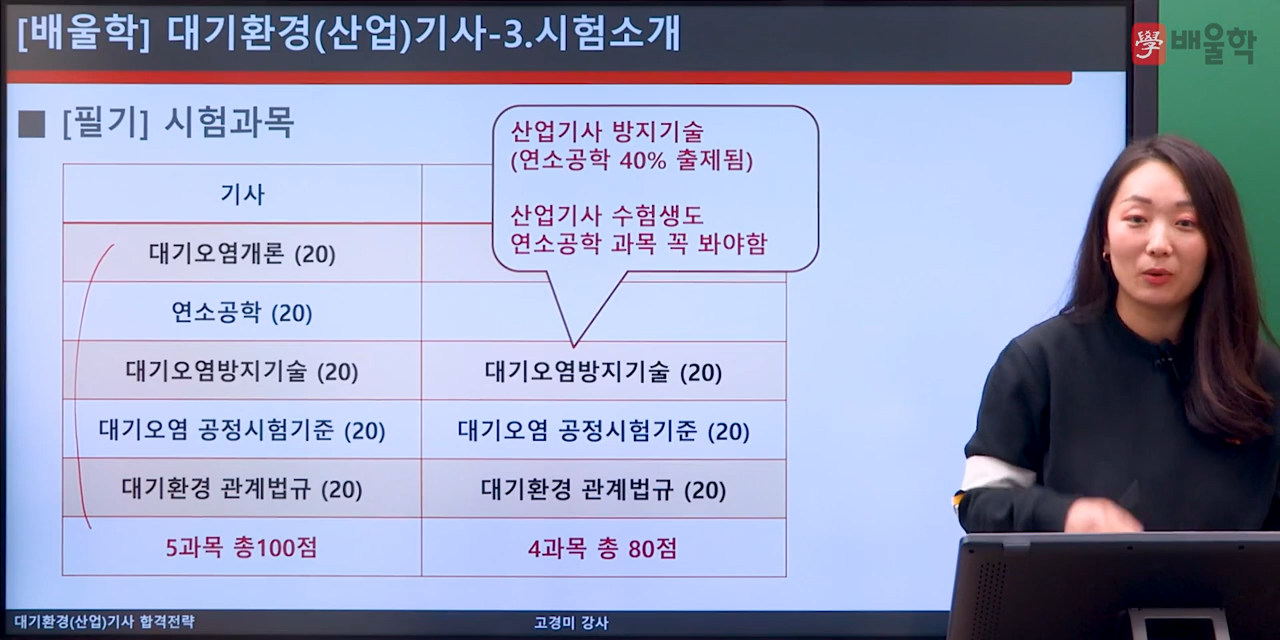 [배울학] 대기환경(산업)기사-3.시험소개
學 배울학
■ [필기] 시험과목
산업기사 방지기술
(연소공학 40% 출제됨)
산업기사 수험생도
연소공학 과목 꼭 봐야함
기사
대기오염개론 (20)
연소공학 (20)
대기오염방지기술 (20) 대기오염방지기술 (20)
대기오염 공정시험기준 (20) 대기오염 공정시험기준 (20)
대기환경 관계법규 (20) 대기환경 관계법규 (20)
5과목 총100점 4과목 총 80점
대기환경(산업)기사 합격전략 고경미 강사